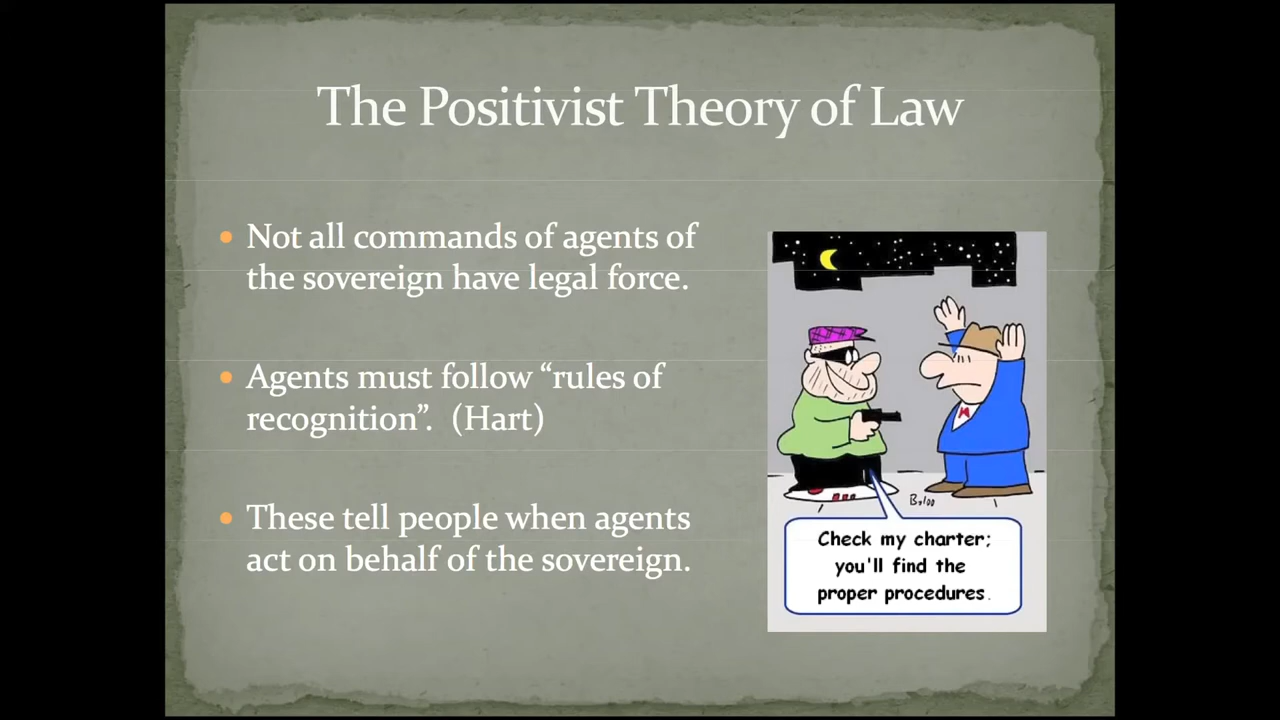 The Positivist Theory of Law
• Not all commands of agents of
the sovereign have legal force.
• Agents must follow “rules of
recognition”. (Hart)
• These tell people when agents
act on behalf of the sovereign.
Baloo
Check my charter;
you'll find the
proper procedures.